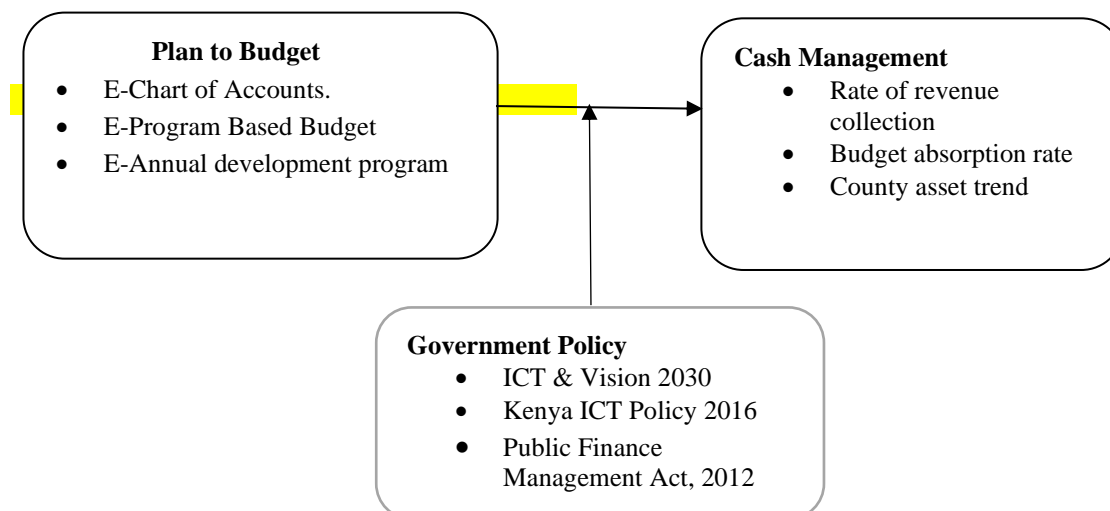 Plan to Budget
• E-Chart of Accounts.
• E-Program Based Budget
• E-Annual development program
Cash Management
• Rate of revenue
collection
• Budget absorption rate
• County asset trend
Government Policy
• ICT & Vision 2030
• Kenya ICT Policy 2016
• Public Finance
Management Act, 2012